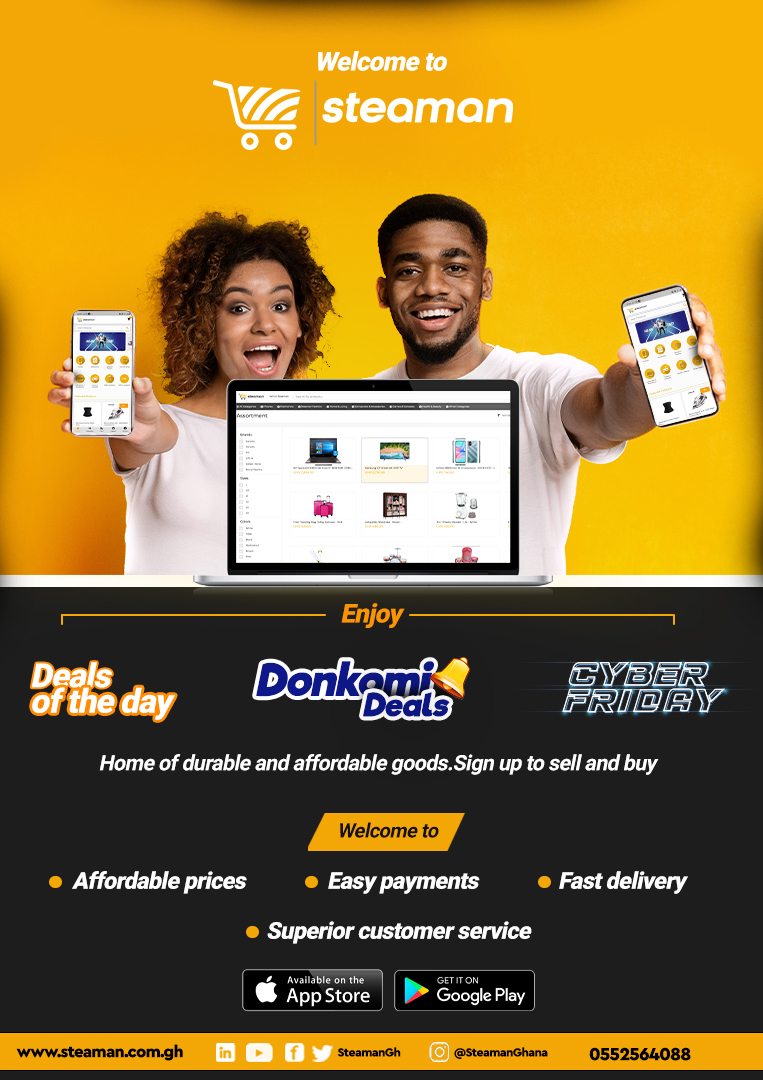 Welcome to
steaman
steaman
Assortment
Enjoy
Deals
of the day
Donkomi
Deals
CYBER
FRIDAY
Home of durable and affordable goods.Sign up to sell and buy
Welcome to
Affordable prices
Easy payments
Fast delivery
Superior customer service
Available on the
App Store
GET IT ON
Google Play
www.steaman.com.gh
SteamanGh
@SteamanGhana
0552564088